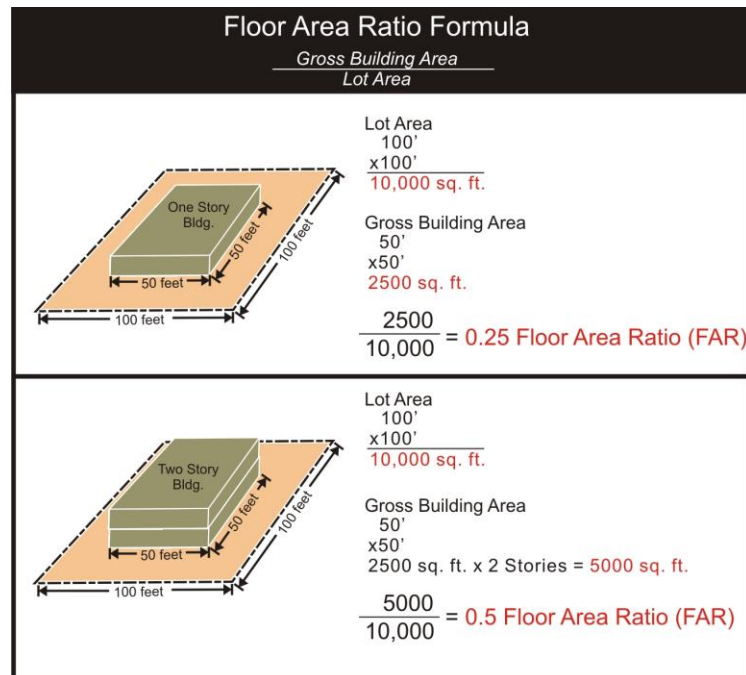 Floor Area Ratio Formula
Gross Building Area
Lot Area
One Story
Bldg.
50 feet
50 feet
100 feet
100 feet
Lot Area
100'
x100'
10,000 sq. ft.
Gross Building Area
50'
x50'
2500 sq. ft.
2500
10,000
= 0.25 Floor Area Ratio (FAR)
Two Story
Bldg.
50 feet
50 feet
100 feet
100 feet
Lot Area
100'
x100'
10,000 sq. ft.
Gross Building Area
50'
x50'
2500 sq. ft. x 2 Stories = 5000 sq. ft.
5000
10,000
= 0.5 Floor Area Ratio (FAR)